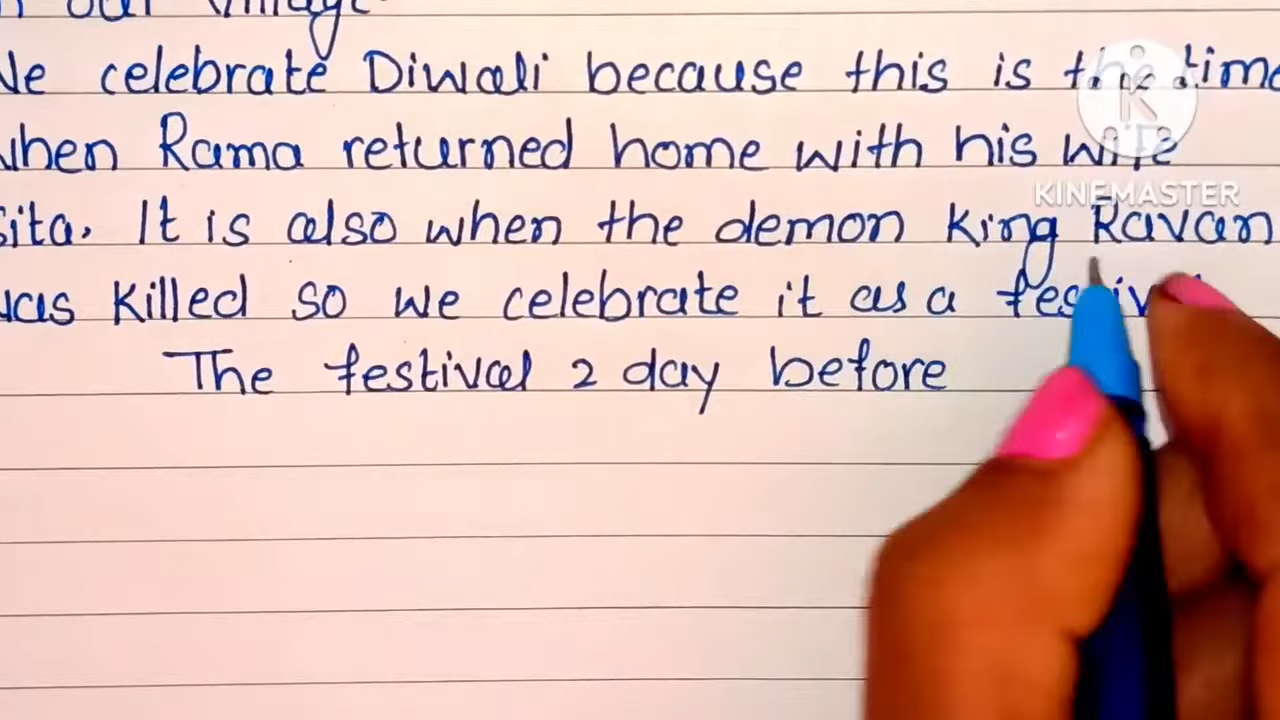 our village.
We celebrate Diwali because this is the time
when Rama returned home with his wife
Sita. It is also when the demon king Ravan
was killed so we celebrate it as a festival
The festival 2 day before
KINEMASTER